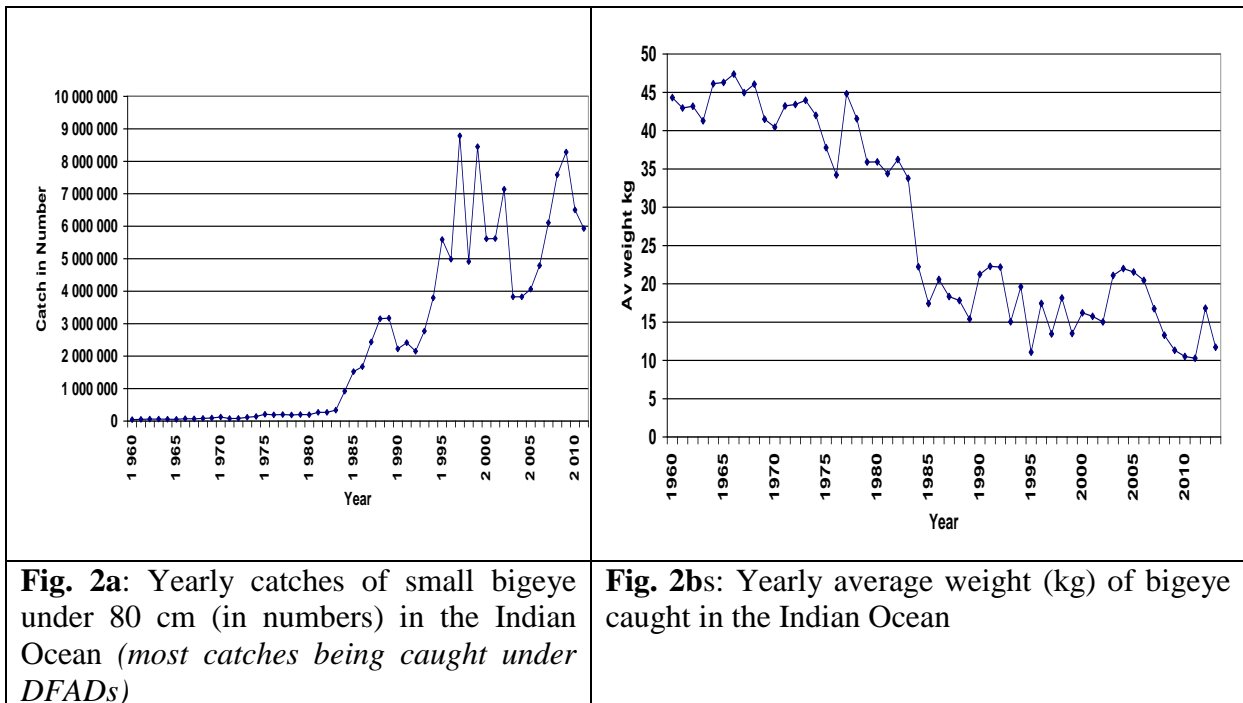 10 000 000
9 000 000
8 000 000
7 000 000
6 000 000
5 000 000
4 000 000
3 000 000
2 000 000
1 000 000
0
Catch in Number
1 960
1 965
1 970
1 975
1 980
1 985
1 990
1 995
2 000
2 005
2 010
Year
Fig. 2a: Yearly catches of small bigeye
under 80 cm (in numbers) in the Indian
Ocean (most catches being caught under
DFADs)
50
45
40
35
30
25
20
15
10
5
0
Av weight kg
1960
1965
1970
1975
1980
1985
1990
1995
2000
2005
2010
Year
Fig. 2bs: Yearly average weight (kg) of bigeye
caught in the Indian Ocean